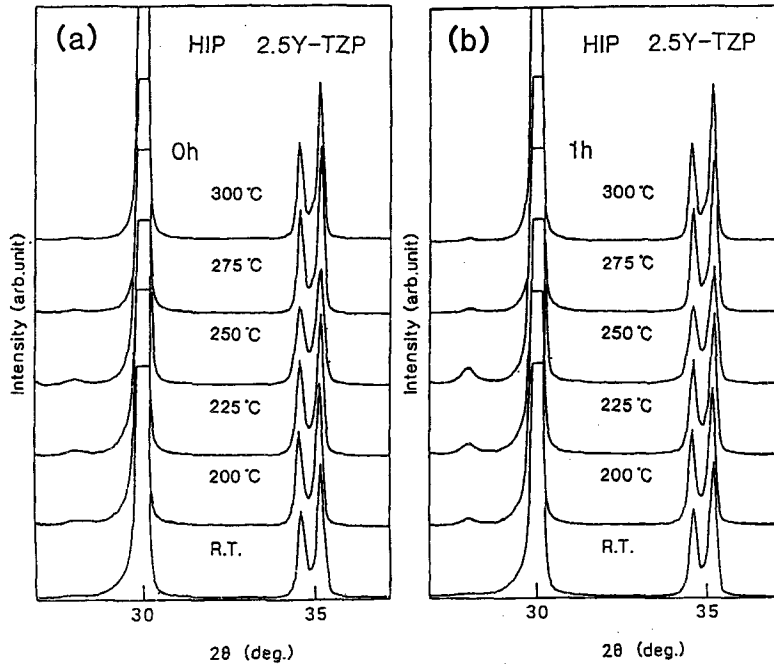 (a) HIP 2.5Y-TZP
0h
300℃
275℃
250℃
225℃
200℃
R.T.
Intensity (arb.unit)
30 35
2θ (deg.)
(b) HIP 2.5Y-TZP
1h
300℃
275℃
250℃
225℃
200℃
R.T.
Intensity (arb.unit)
30 35
2θ (deg.)